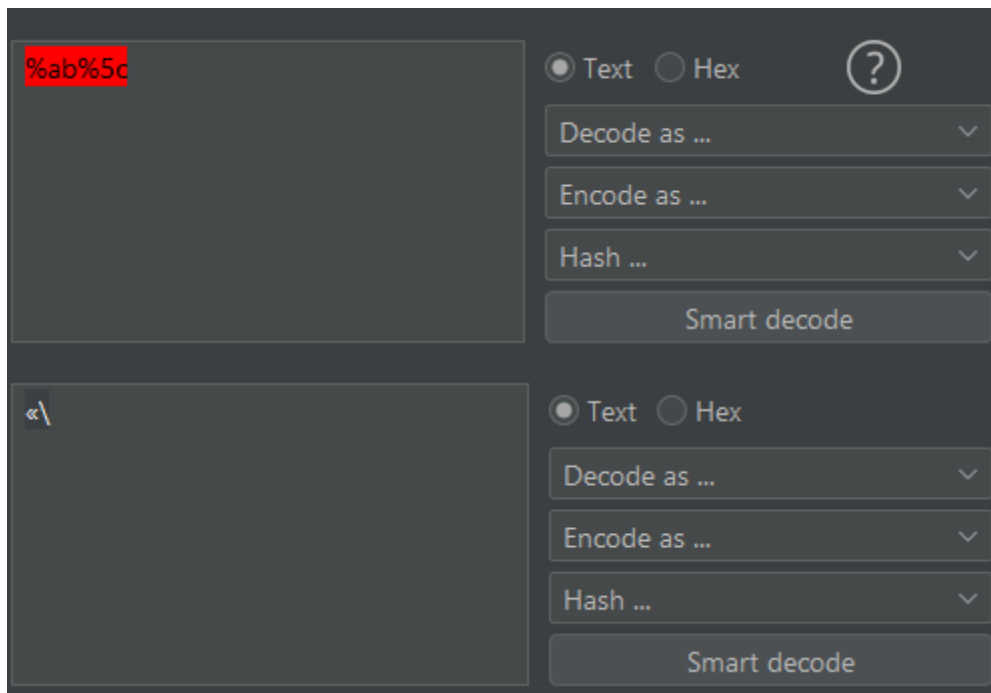 %ab%5c
Text Hex ?
Decode as ...
Encode as ...
Hash ...
Smart decode
«\
Text Hex
Decode as ...
Encode as ...
Hash ...
Smart decode